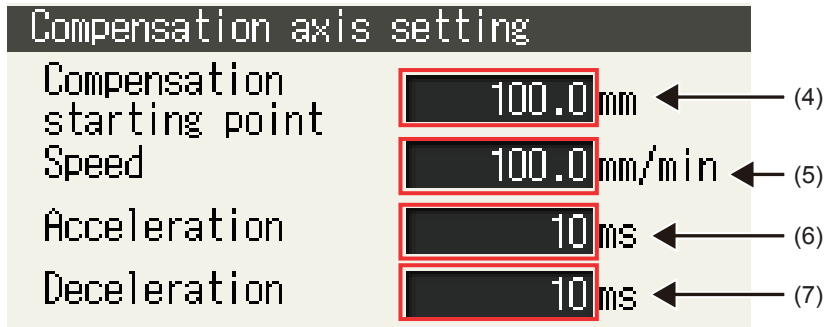 Compensation axis setting
Compensation
starting point
100.0 mm
(4)
Speed
100.0 mm/min
(5)
Acceleration
10 ms
(6)
Deceleration
10 ms
(7)